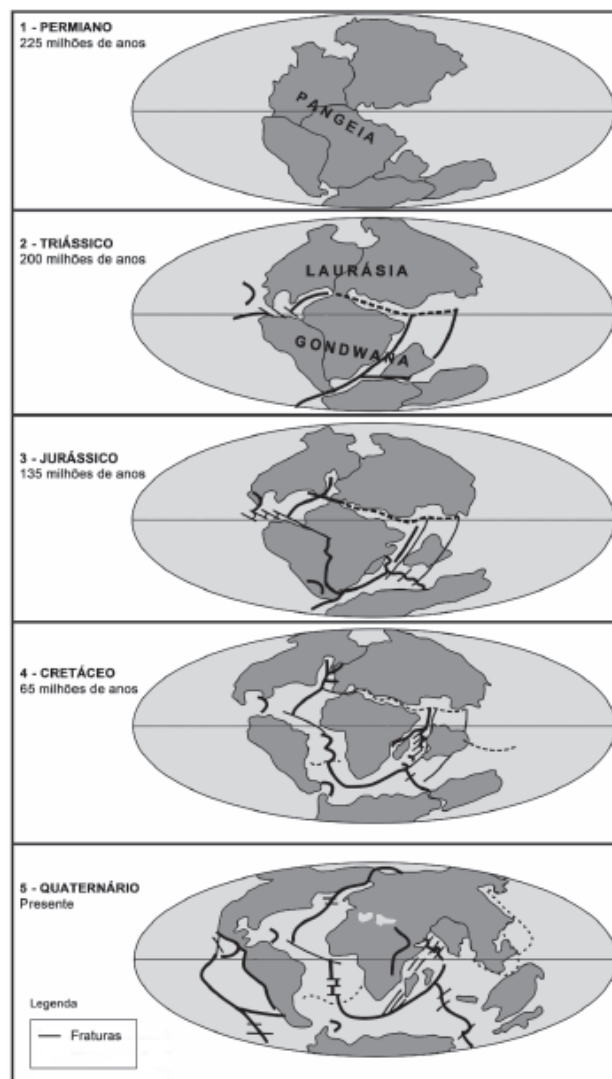 1 - PERMIANO
225 milhões de anos
PANGEIA
2 - TRIÁSSICO
200 milhões de anos
LAURÁSIA
GONDWANA
3 - JURÁSSICO
135 milhões de anos
4 - CRETÁCEO
65 milhões de anos
5 - QUATERNÁRIO
Presente
Legenda
Fraturas